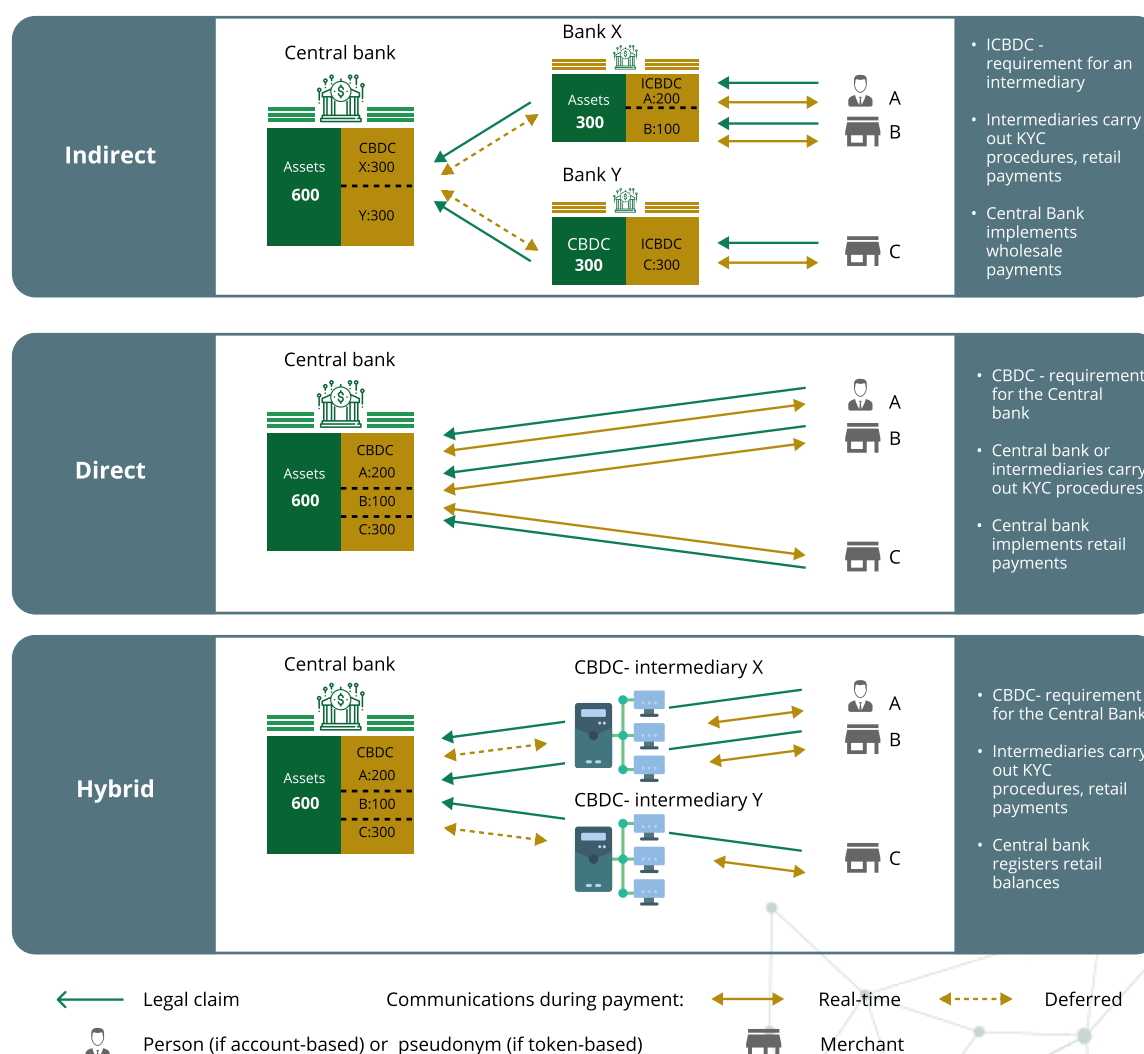 Indirect
Central bank
Assets
600
CBDC
X:300
Y:300
Bank X
Assets
300
ICBDC
A:200
B:100
Bank Y
CBDC
300
ICBDC
C:300
A
B
C
• ICBDC -
requirement for an
intermediary
• Intermediaries carry
out KYC
procedures, retail
payments
• Central Bank
implements
wholesale
payments
Direct
Central bank
Assets
600
CBDC
A:200
B:100
C:300
A
B
C
• CBDC - requirement
for the Central
bank
• Central bank or
intermediaries carry
out KYC procedures
• Central bank
implements retail
payments
Hybrid
Central bank
Assets
600
CBDC
A:200
B:100
C:300
CBDC- intermediary X
CBDC- intermediary Y
A
B
C
• CBDC- requirement
for the Central Bank
• Intermediaries carry
out KYC
procedures, retail
payments
• Central bank
registers retail
balances
Legal claim
Communications during payment:
Real-time
Deferred
Person (if account-based) or pseudonym (if token-based)
Merchant